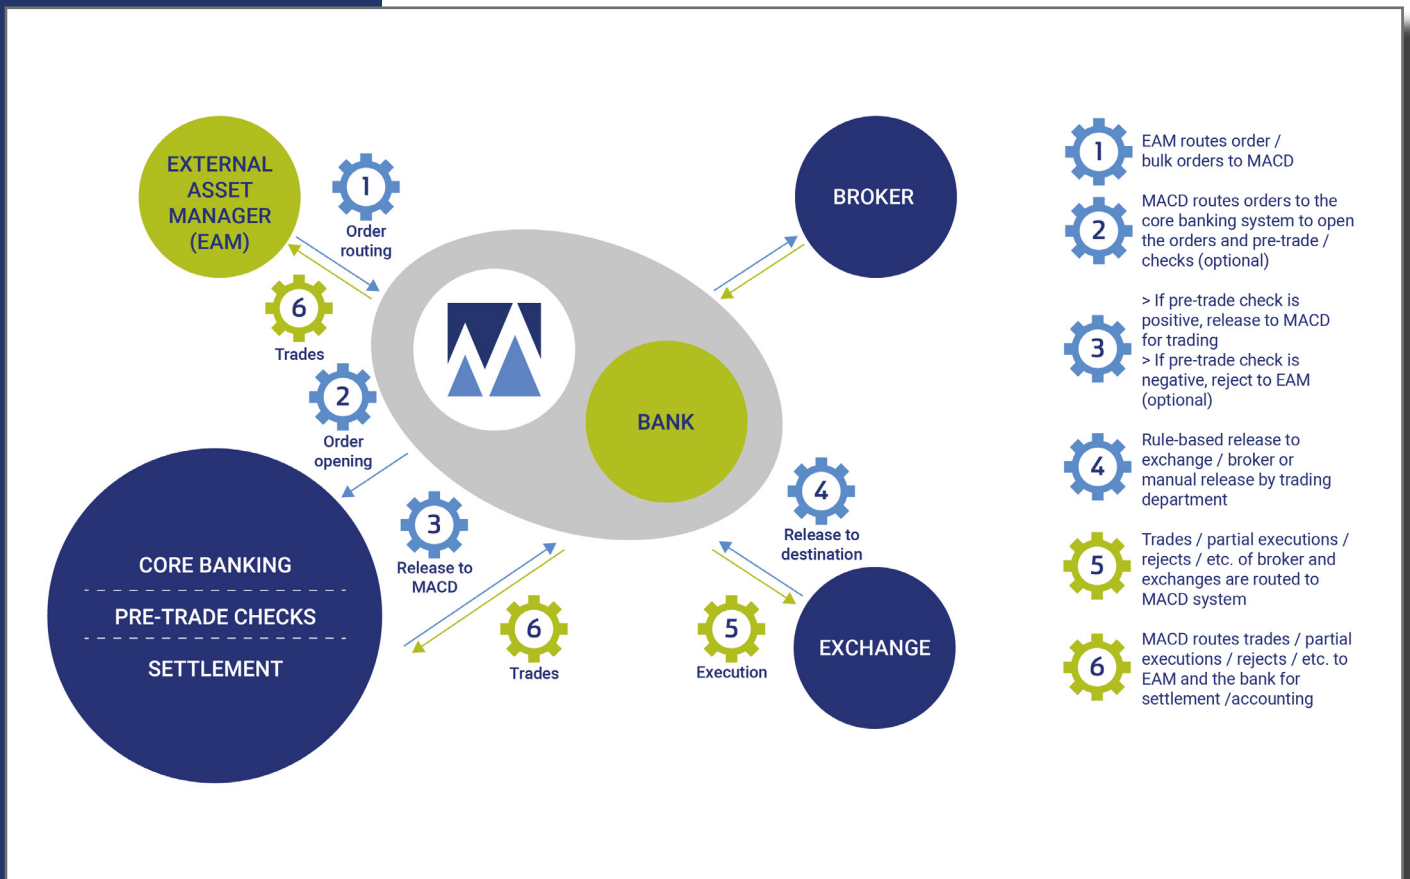 EXTERNAL
ASSET
MANAGER
(EAM)
1
Order
routing
6
Trades
2
Order
opening
CORE BANKING
PRE-TRADE CHECKS
SETTLEMENT
3
Release to
MACD
6
Trades
BANK
BROKER
4
Release to
destination
5
Execution
EXCHANGE
1
EAM routes order /
bulk orders to MACD
2
MACD routes orders to the
core banking system to open
the orders and pre-trade /
checks (optional)
3
> If pre-trade check is
positive, release to MACD
for trading
> If pre-trade check is
negative, reject to EAM
(optional)
4
Rule-based release to
exchange / broker or
manual release by trading
department
5
Trades / partial executions /
rejects / etc. of broker and
exchanges are routed to
MACD system
6
MACD routes trades / partial
executions / rejects / etc. to
EAM and the bank for
settlement /accounting